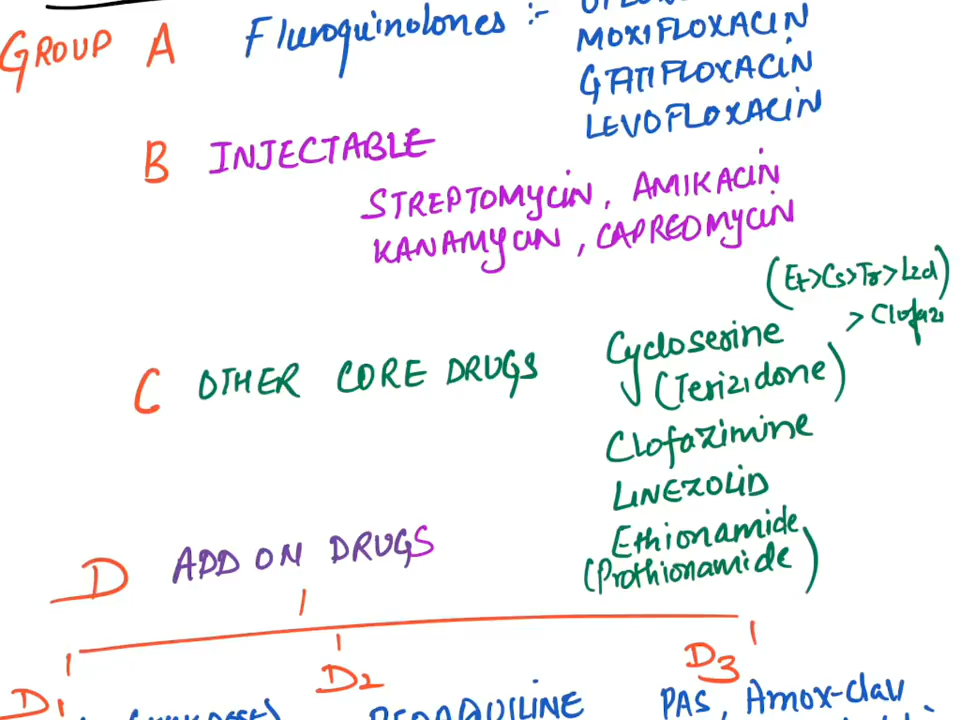 GROUP A Fluroquinolones :-
MOXIFLOXACIN
GATIFLOXACIN
LEVOFLOXACIN
B INJECTABLE
STREPTOMYCIN, AMIKACIN
KANAMYCIN, CAPREOMYCIN
(Et>Cs>Tr>Lzd)
> Clofazi
C OTHER CORE DRUGS Cycloserine
(Terizidone)
Clofazimine
LINEZOLID
Ethionamide
(Prothionamide)
D ADD ON DRUGS
D1 D2 D3
BEDAQUILINE PAS, Amox-clav